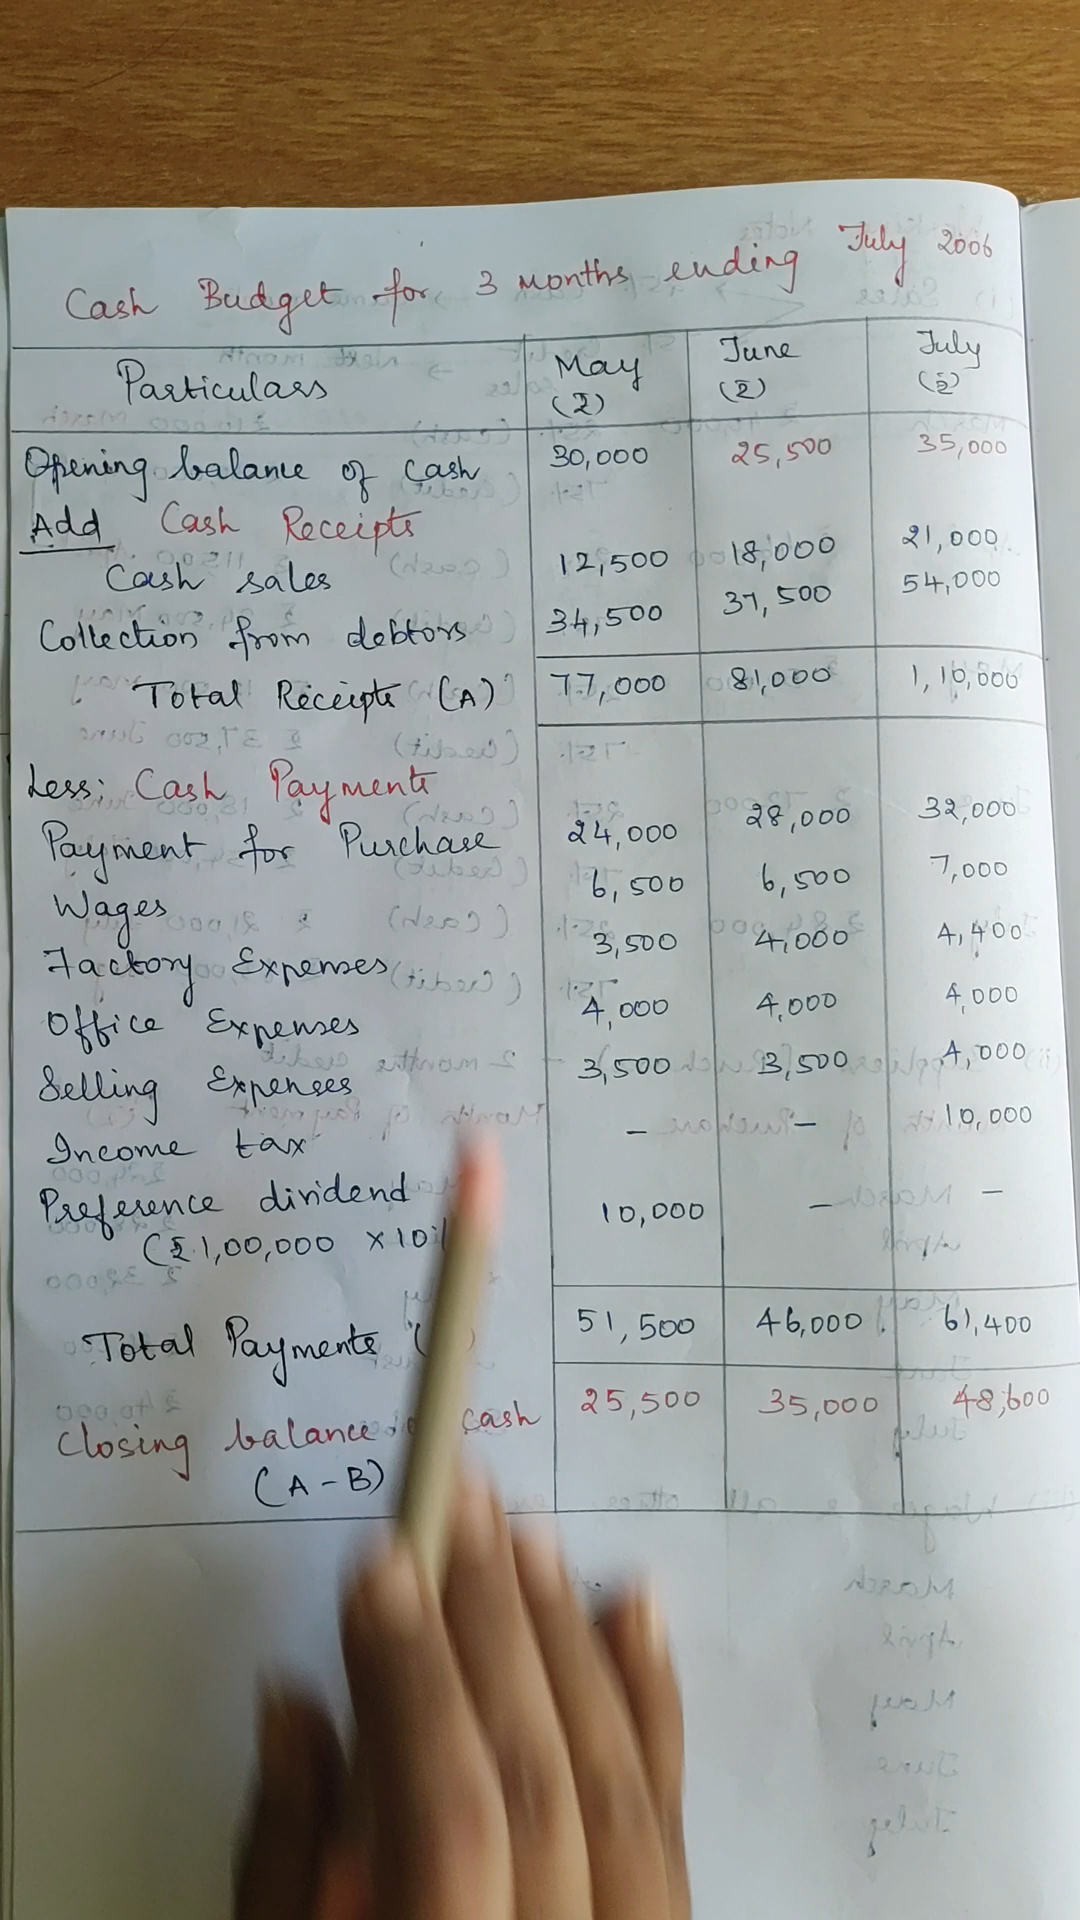 Cash Budget for 3 months ending July 2006
Particulars May (₹) June (₹) July (₹)
Opening balance of cash 30,000 25,500 35,000
Add Cash Receipts
Cash sales 12,500 18,000 21,000
Collection from debtors 34,500 37,500 54,000
Total Receipts (A) 77,000 81,000 1,10,000
Less: Cash Payments
Payment for Purchase 24,000 28,000 32,000
Wages 6,500 6,500 7,000
Factory Expenses 3,500 4,000 4,400
Office Expenses 4,000 4,000 4,000
Selling Expenses 3,500 3,500 4,000
Income tax - - 10,000
Preference dividend 10,000 - -
(₹ 1,00,000 × 10
Total Payments ( 51,500 46,000 61,400
Closing balance cash 25,500 35,000 48,600
(A-B)